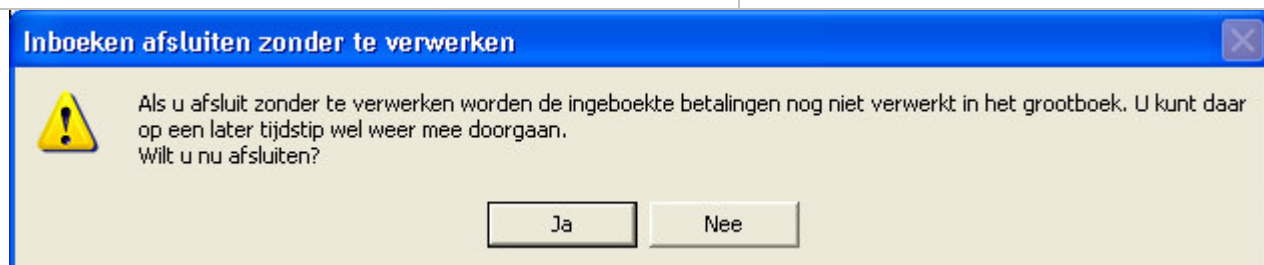 Inboeken afsluiten zonder te verwerken
Als u afsluit zonder te verwerken worden de ingeboekte betalingen nog niet verwerkt in het grootboek. U kunt daar
op een later tijdstip wel weer mee doorgaan.
Wilt u nu afsluiten?
Ja
Nee